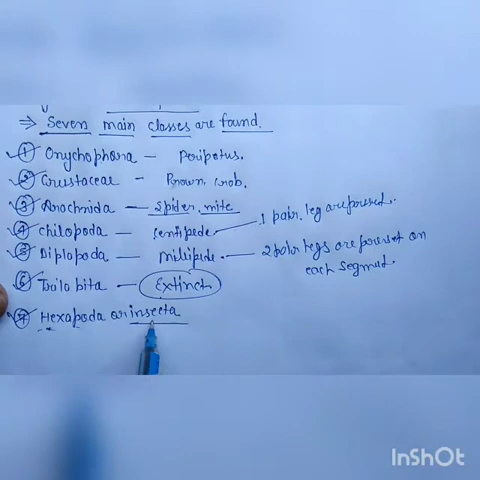 ⇒ Seven main classes are found.
① Onychophora — Peripatus.
② Crustaceae — Prown, Crab.
③ Arachnida — Spider, mite
④ Chilopoda — Centipede — 1 pair leg are present.
⑤ Diplopoda — Millipede — 2 pair legs are present on
each segment.
⑥ Trilobita — Extinct
⑦ Hexapoda or insecta
InShOt